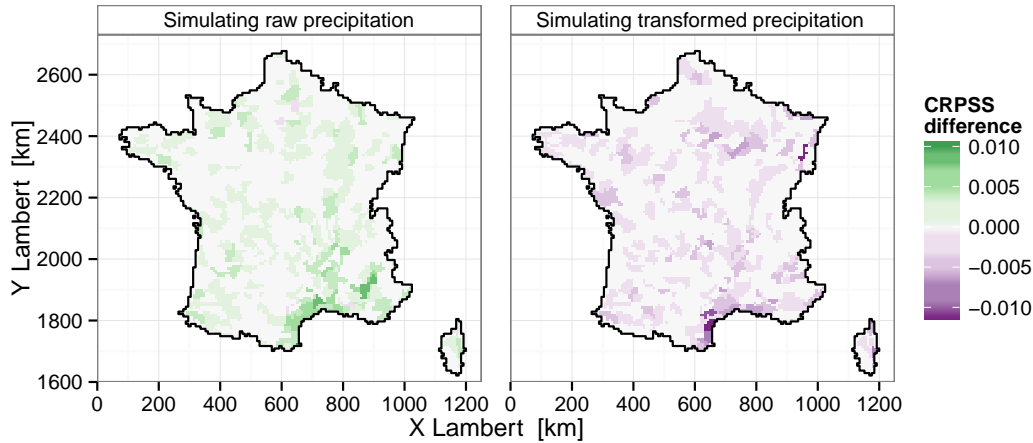 Simulating raw precipitation
Simulating transformed precipitation
Y Lambert [km]
2600
2400
2200
2000
1800
1600
0 200 400 600 800 1000 1200
0 200 400 600 800 1000 1200
X Lambert [km]
CRPSS
difference
0.010
0.005
0.000
−0.005
−0.010